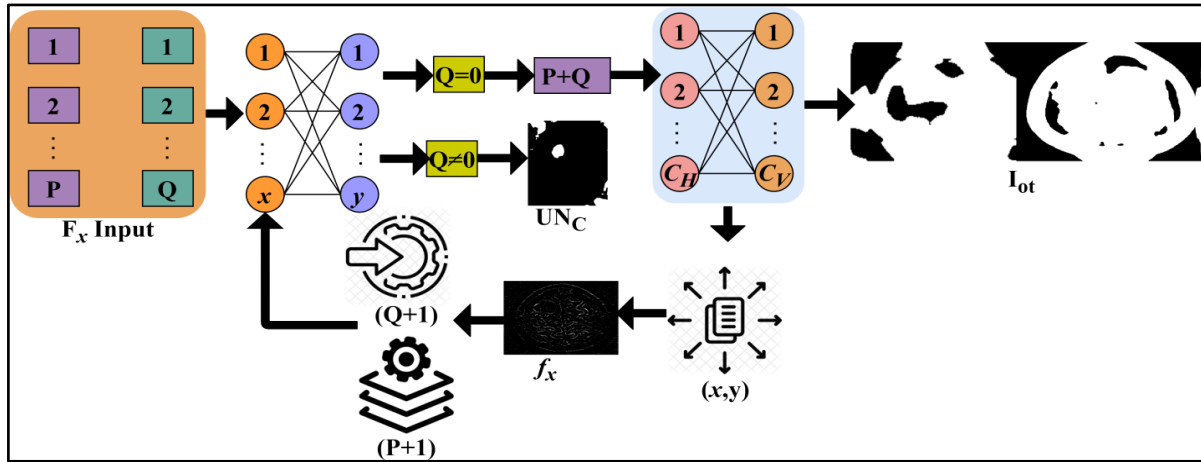 1 1
2 2
⋮ ⋮
P Q
F_x Input
1 1
2 2
⋮ ⋮
x y
Q=0
P+Q
Q≠0
UN_C
1 1
2 2
⋮ ⋮
C_H C_V
I_ot
(Q+1)
(P+1)
f_x
(x,y)